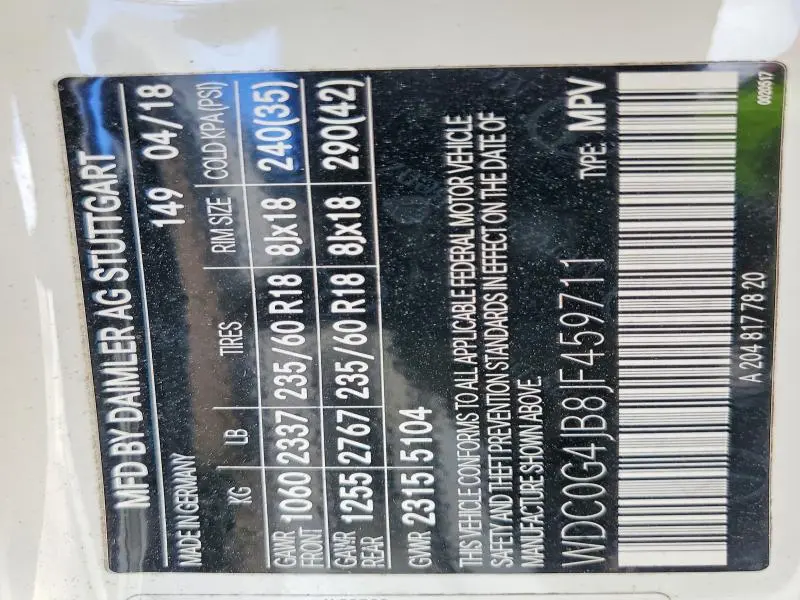 MFD BY DAIMLER AG STUTTGART
MADE IN GERMANY 149 04/18
KG LB TIRES RIM SIZE COLD KPA (PSI)
GAWR FRONT 1060 2337 235/60 R18 8Jx18 240(35)
GAWR REAR 1255 2767 235/60 R18 8Jx18 290(42)
GVWR 2315 5104
THIS VEHICLE CONFORMS TO ALL APPLICABLE FEDERAL MOTOR VEHICLE
SAFETY AND THEFT PREVENTION STANDARDS IN EFFECT ON THE DATE OF
MANUFACTURE SHOWN ABOVE.
WDC0G4JB8JF459711 TYPE: MPV
A 204 817 78 20 0020517